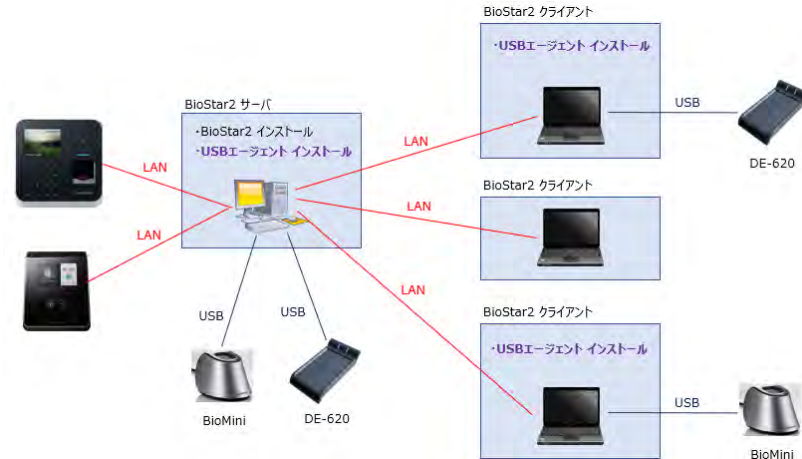 BioStar2 クライアント
・USBエージェント インストール
USB
DE-620
BioStar2 サーバ
・BioStar2 インストール
・USBエージェント インストール
LAN
LAN
LAN
BioStar2 クライアント
LAN
LAN
USB
USB
BioMini
DE-620
BioStar2 クライアント
・USBエージェント インストール
USB
BioMini